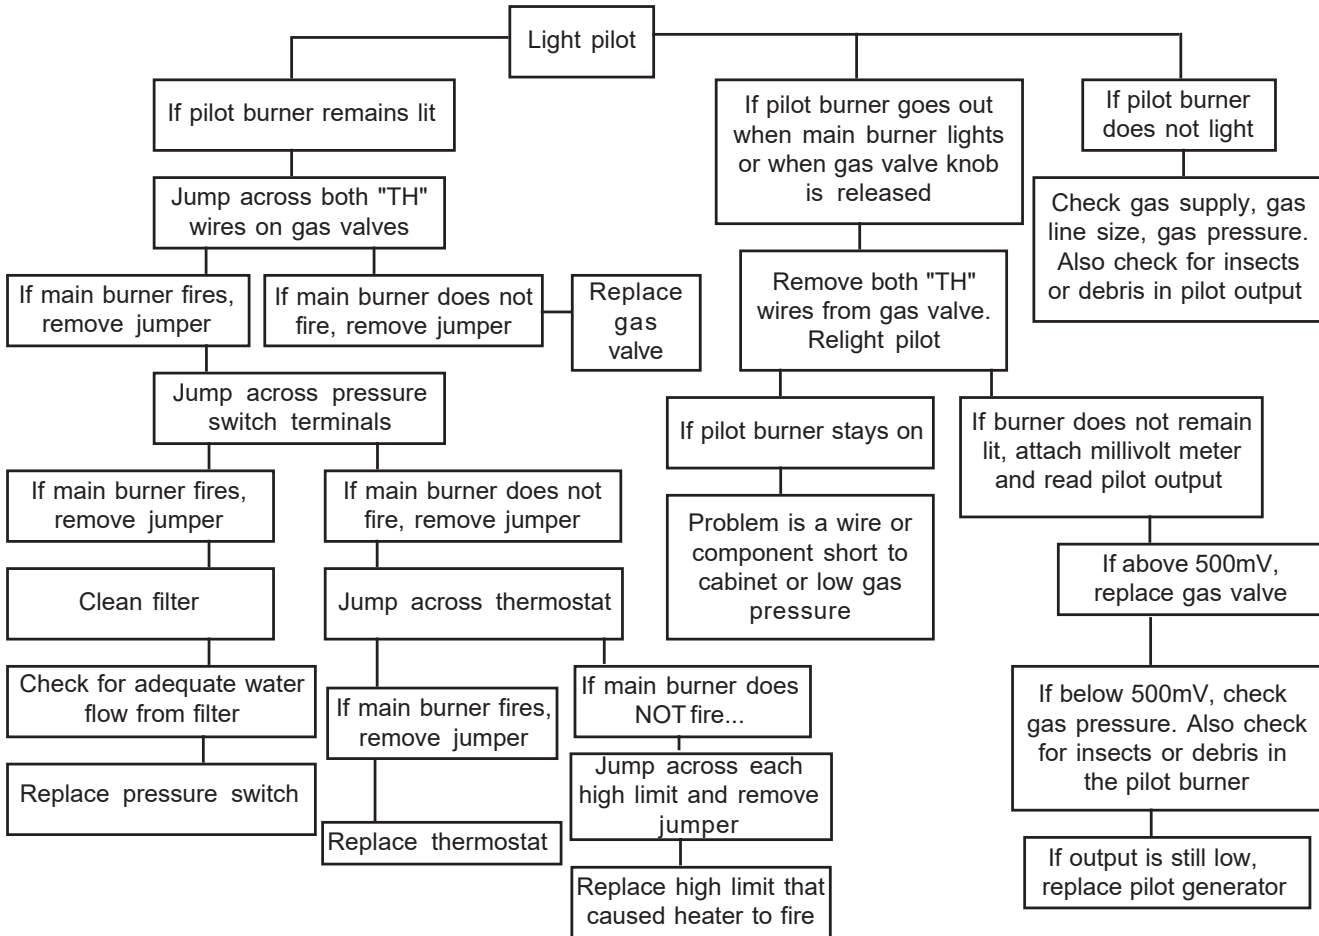 Light pilot
If pilot burner remains lit
Jump across both "TH"
wires on gas valves
If main burner fires,
remove jumper
If main burner does not
fire, remove jumper
Replace
gas
valve
Jump across pressure
switch terminals
If main burner fires,
remove jumper
Clean filter
Check for adequate water
flow from filter
Replace pressure switch
If main burner does not
fire, remove jumper
Jump across thermostat
If main burner fires,
remove jumper
Replace thermostat
If main burner does
NOT fire...
Jump across each
high limit and remove
jumper
Replace high limit that
caused heater to fire
If pilot burner goes out
when main burner lights
or when gas valve knob
is released
Remove both "TH"
wires from gas valve.
Relight pilot
If pilot burner stays on
Problem is a wire or
component short to
cabinet or low gas
pressure
If burner does not remain
lit, attach millivolt meter
and read pilot output
If above 500mV,
replace gas valve
If below 500mV, check
gas pressure. Also check
for insects or debris in
the pilot burner
If output is still low,
replace pilot generator
If pilot burner
does not light
Check gas supply, gas
line size, gas pressure.
Also check for insects
or debris in pilot output